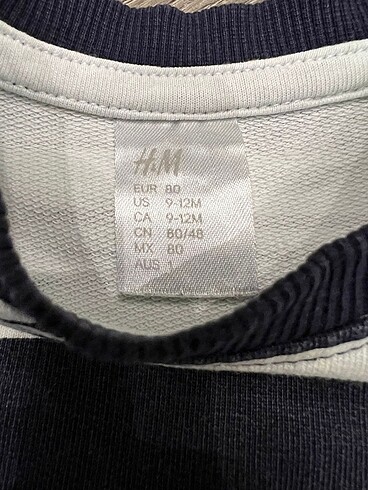 H&M
EUR 80
US 9-12M
CA 9-12M
CN 80/48
MX 80
AUS 1